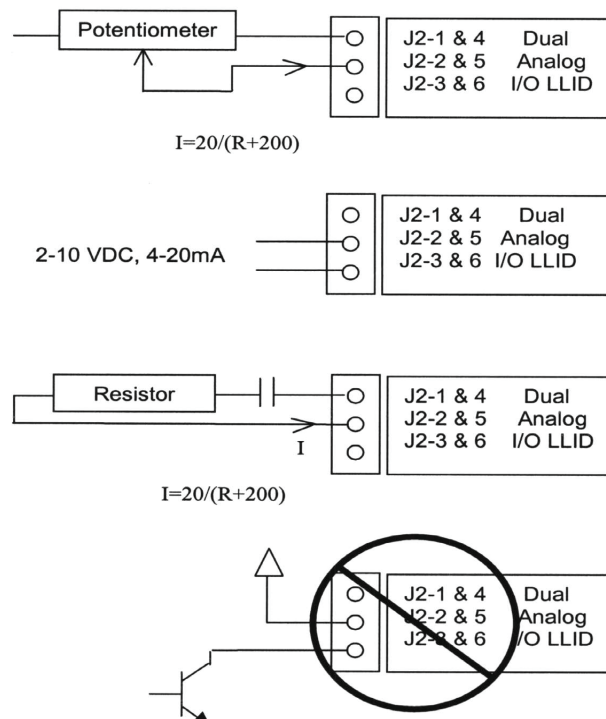 Potentiometer
J2-1 & 4 Dual
J2-2 & 5 Analog
J2-3 & 6 I/O LLID
I=20/(R+200)
J2-1 & 4 Dual
J2-2 & 5 Analog
J2-3 & 6 I/O LLID
2-10 VDC, 4-20mA
Resistor
J2-1 & 4 Dual
J2-2 & 5 Analog
J2-3 & 6 I/O LLID
I
I=20/(R+200)
J2-1 & 4 Dual
J2-2 & 5 Analog
J2-3 & 6 I/O LLID